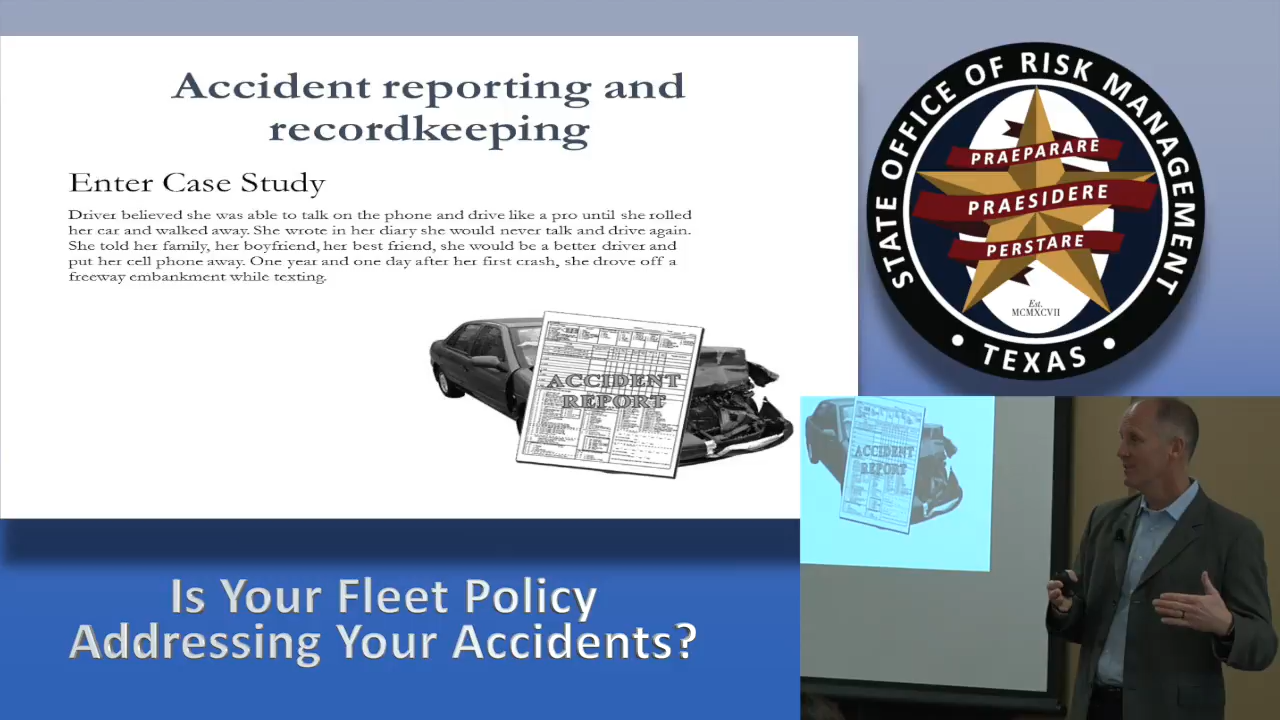 Accident reporting and
recordkeeping
Enter Case Study
Driver believed she was able to talk on the phone and drive like a pro until she rolled
her car and walked away. She wrote in her diary she would never talk and drive again.
She told her family, her boyfriend, her best friend, she would be a better driver and
put her cell phone away. One year and one day after her first crash, she drove off a
freeway embankment while texting.
ACCIDENT
REPORT
STATE OFFICE OF RISK MANAGEMENT
PRAEPARARE
PRAESIDERE
PERSTARE
Est.
MCMXCVII
• TEXAS •
ACCIDENT
REPORT
Is Your Fleet Policy
Addressing Your Accidents?